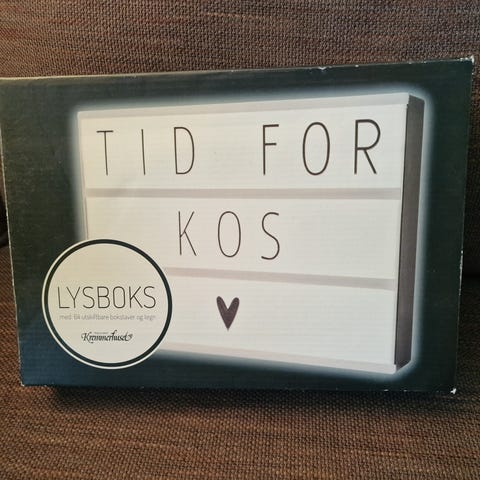 TID FOR
KOS
LYSBOKS
med 64 utskiftbare bokstaver og tegn
Kremmerhuset